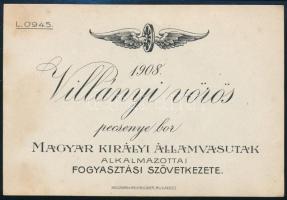 L.0945.
1908.
Villányi vörös
pecsenye bor
MAGYAR KIRÁLYI ÁLLAMVASUTAK
ALKALMAZOTTAI
FOGYASZTÁSI SZÖVETKEZETE.